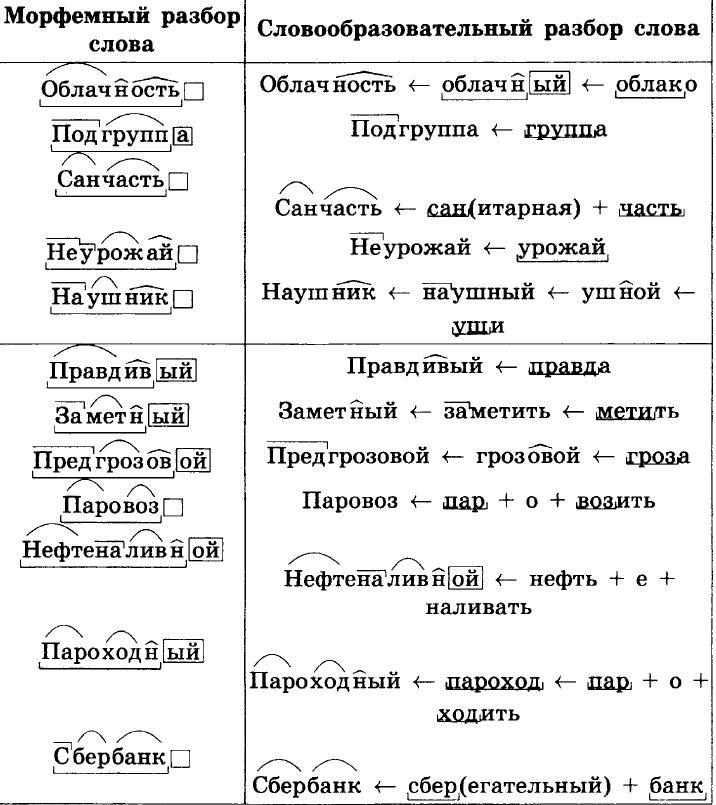 Морфемный разбор слова
Словообразовательный разбор слова
Облачность
Облачность ← облачный ← облако
Подгруппа
Подгруппа ← группа
Санчасть
Санчасть ← сан(итарная) + часть
Неурожай
Неурожай ← урожай
Наушник
Наушник ← наушный ← ушной ←
уши
Правдивый
Правдивый ← правда
Заметный
Заметный ← заметить ← метить
Предгрозовой
Предгрозовой ← грозовой ← гроза
Паровоз
Паровоз ← пар + о + возить
Нефтеналивной
Нефтеналивной ← нефть + е +
наливать
Пароходный
Пароходный ← пароход ← пар + о +
ходить
Сбербанк
Сбербанк ← сбер(егательный) + банк